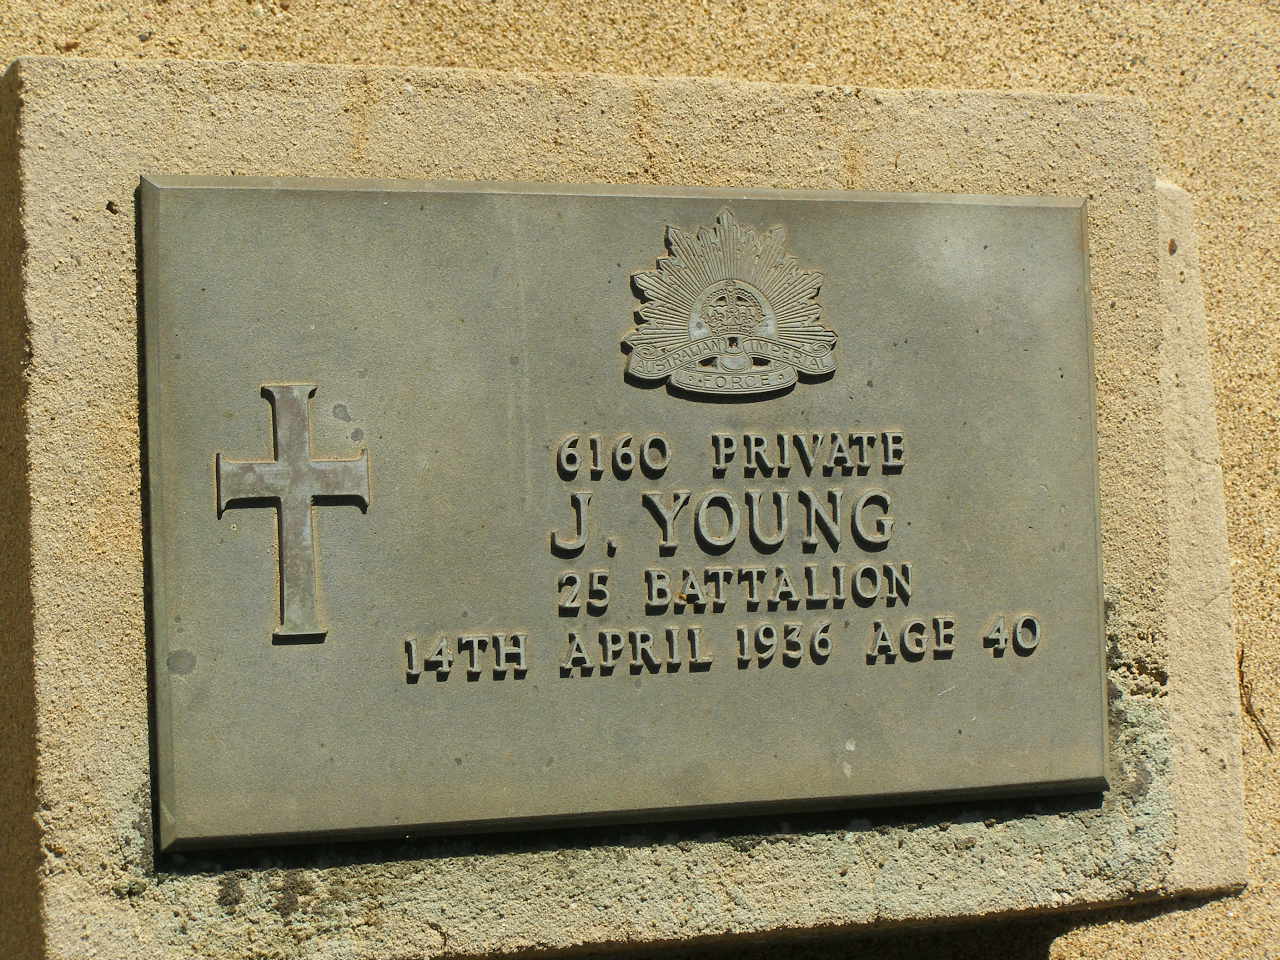 AUSTRALIAN IMPERIAL
FORCE
6160 PRIVATE
J. YOUNG
25 BATTALION
14TH APRIL 1936 AGE 40